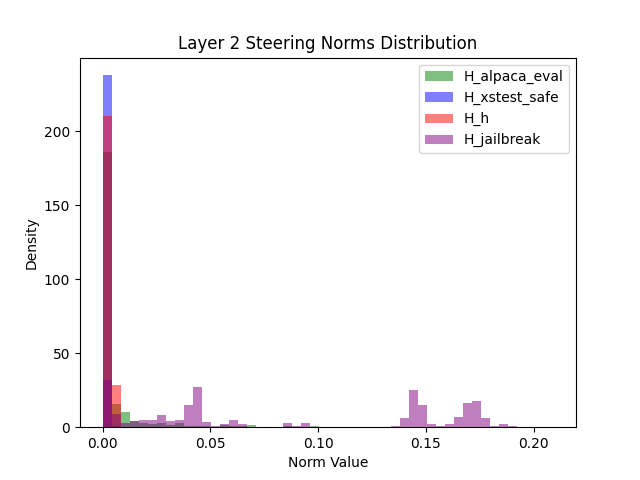 Layer 2 Steering Norms Distribution
H_alpaca_eval
H_xstest_safe
H_h
H_jailbreak
Density
200
150
100
50
0
0.00 0.05 0.10 0.15 0.20
Norm Value